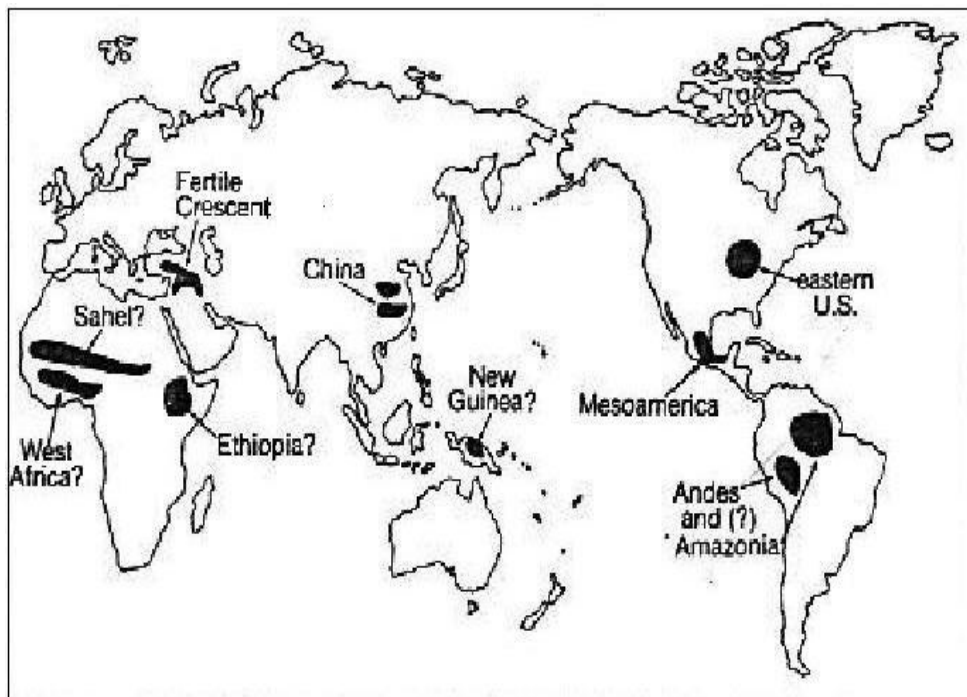 Fertile
Crescent
China
Sahel?
eastern
U.S.
New
Guinea?
Mesoamerica
West
Africa?
Ethiopia?
Andes
and (?)
Amazonia